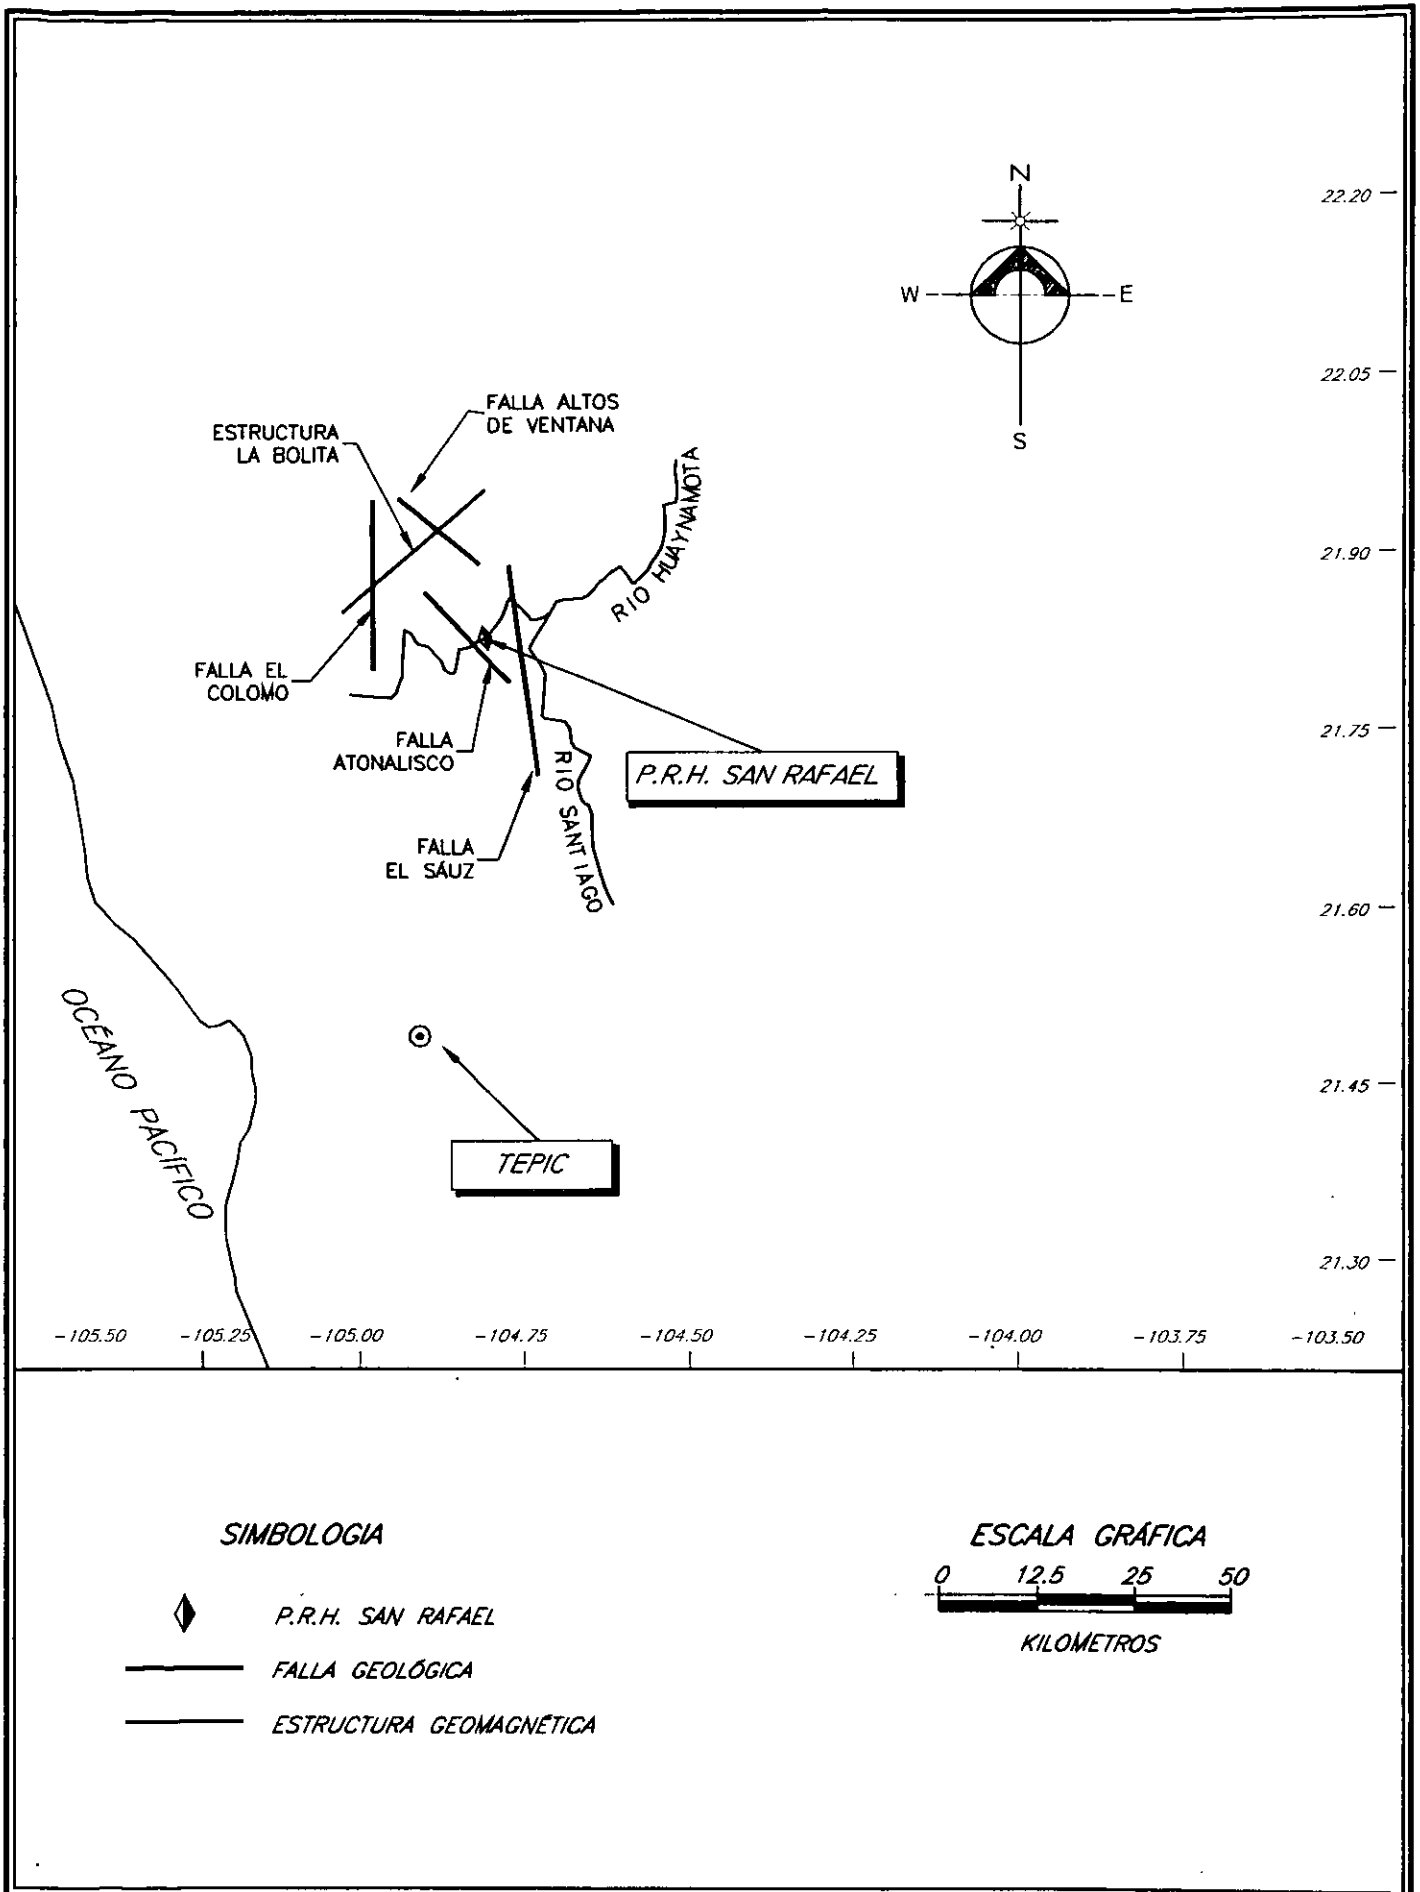 N
22.20
W
E
22.05
S
FALLA ALTOS
DE VENTANA
ESTRUCTURA
LA BOLITA
RIO HUAYNAMOTA
21.90
FALLA EL
COLOMO
FALLA
ATONALISCO
21.75
P.R.H. SAN RAFAEL
RIO SANTIAGO
FALLA
EL SÁUZ
21.60
OCÉANO PACÍFICO
21.45
TEPIC
21.30
-105.50 -105.25 -105.00 -104.75 -104.50 -104.25 -104.00 -103.75 -103.50
SIMBOLOGIA
P.R.H. SAN RAFAEL
FALLA GEOLÓGICA
ESTRUCTURA GEOMAGNÉTICA
ESCALA GRÁFICA
0 12.5 25 50
KILOMETROS